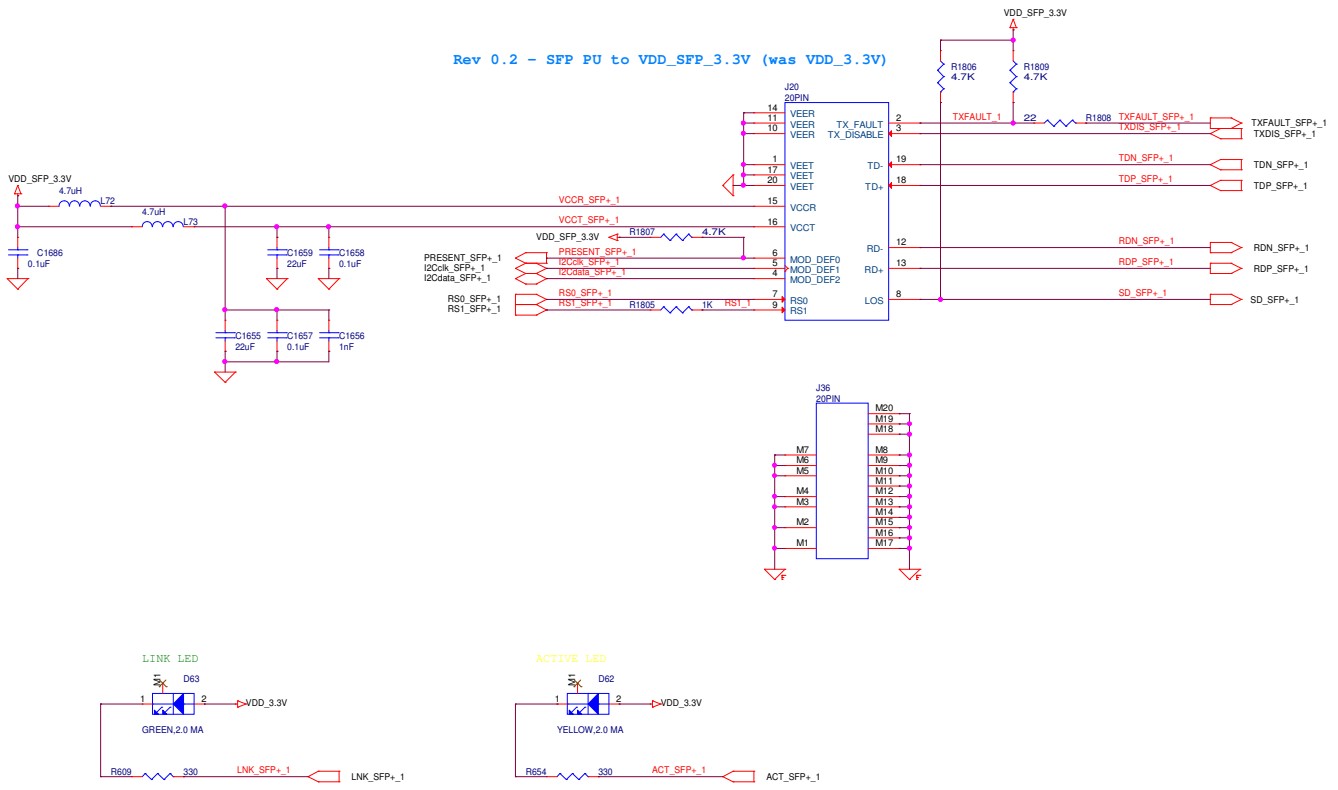 VDD_SFP_3.3V
Rev 0.2 - SFP PU to VDD_SFP_3.3V (was VDD_3.3V)
R1806
4.7K
R1809
4.7K
J20
20PIN
14 VEER
11 VEER
10 VEER
1 VEET
17 VEET
20 VEET
15 VCCR
16 VCCT
6 MOD_DEF0
5 MOD_DEF1
4 MOD_DEF2
7 RS0
9 RS1
TX_FAULT 2
TX_DISABLE 3
TD- 19
TD+ 18
RD- 12
RD+ 13
LOS 8
TXFAULT_1 22 R1808 TXFAULT_SFP+_1 TXFAULT_SFP+_1
TXDIS_SFP+_1 TXDIS_SFP+_1
TDN_SFP+_1 TDN_SFP+_1
TDP_SFP+_1 TDP_SFP+_1
RDN_SFP+_1 RDN_SFP+_1
RDP_SFP+_1 RDP_SFP+_1
SD_SFP+_1 SD_SFP+_1
VDD_SFP_3.3V
4.7uH L72
4.7uH L73
VCCR_SFP+_1
VCCT_SFP+_1
C1686
0.1uF
C1659
22uF
C1658
0.1uF
C1655
22uF
C1657
0.1uF
C1656
1nF
VDD_SFP_3.3V R1807 4.7K
PRESENT_SFP+_1 PRESENT_SFP+_1
I2Cclk_SFP+_1 I2Cclk_SFP+_1
I2Cdata_SFP+_1 I2Cdata_SFP+_1
RS0_SFP+_1 RS0_SFP+_1
RS1_SFP+_1 RS1_SFP+_1 R1805 1K RS1_1
J36
20PIN
M20
M19
M18
M7 M8
M6 M9
M5 M10
M11
M4 M12
M3 M13
M14
M2 M15
M16
M1 M17
F F
LINK LED
M1
D63
1 2 VDD_3.3V
GREEN,2.0 MA
R609 330 LNK_SFP+_1 LNK_SFP+_1
ACTIVE LED
M1
D62
1 2 VDD_3.3V
YELLOW,2.0 MA
R654 330 ACT_SFP+_1 ACT_SFP+_1